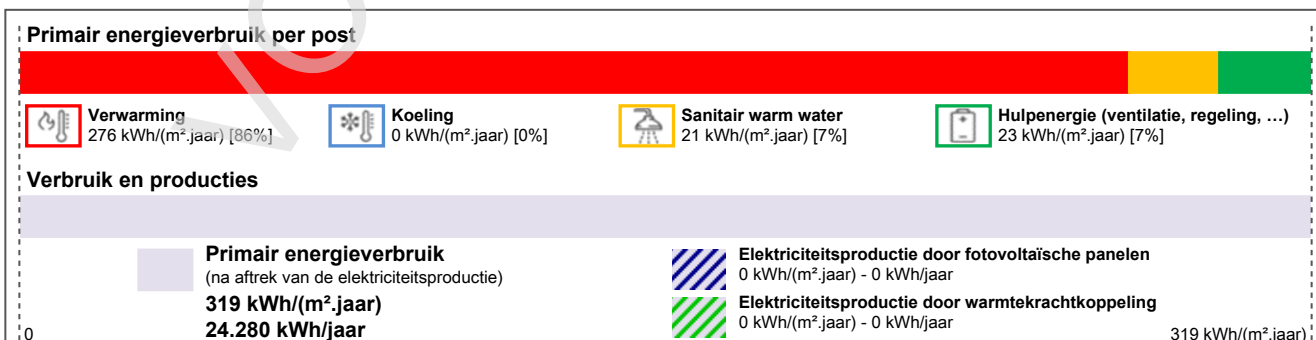 Primair energieverbruik per post
Verwarming
276 kWh/(m².jaar) [86%]
Koeling
0 kWh/(m².jaar) [0%]
Sanitair warm water
21 kWh/(m².jaar) [7%]
Hulpenergie (ventilatie, regeling, …)
23 kWh/(m².jaar) [7%]
Verbruik en producties
Primair energieverbruik
(na aftrek van de elektriciteitsproductie)
319 kWh/(m².jaar)
24.280 kWh/jaar
Elektriciteitsproductie door fotovoltaïsche panelen
0 kWh/(m².jaar) - 0 kWh/jaar
Elektriciteitsproductie door warmtekrachtkoppeling
0 kWh/(m².jaar) - 0 kWh/jaar
0
319 kWh/(m².jaar)